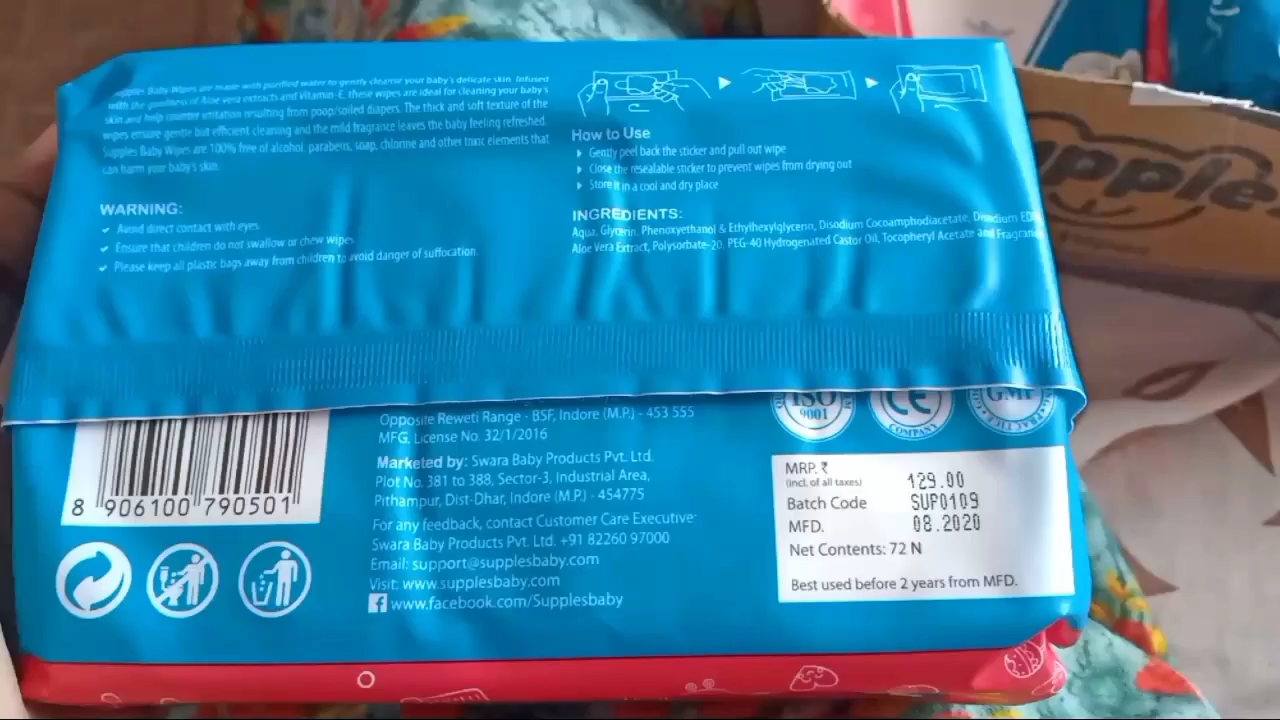 Supples Baby Wipes are made with purified water to gently cleanse your baby's delicate skin. Infused
with the goodness of Aloe vera extracts and Vitamin-E, these wipes are ideal for cleaning your baby's
skin and help counter irritation resulting from poop/soiled diapers. The thick and soft texture of the
wipes ensure gentle but efficient cleaning and the mild fragrance leaves the baby feeling refreshed.
Supples Baby Wipes are 100% free of alcohol, parabens, soap, chlorine and other toxic elements that
can harm your baby's skin.
WARNING:
Avoid direct contact with eyes.
Ensure that children do not swallow or chew wipes.
Please keep all plastic bags away from children to avoid danger of suffocation.
How to Use
Gently peel back the sticker and pull out wipe
Close the resealable sticker to prevent wipes from drying out
Store it in a cool and dry place
INGREDIENTS:
Aqua, Glycerin, Phenoxyethanol & Ethylhexylglycerin, Disodium Cocoamphodiacetate, Disodium
Aloe Vera Extract, Polysorbate-20, PEG-40 Hydrogenated Castor Oil, Tocopheryl Acetate and
8 906100 790501
Opposite Reweti Range - BSF, Indore (M.P.) - 453 555
MFG. License No. 32/1/2016
Marketed by: Swara Baby Products Pvt. Ltd.
Plot No. 381 to 388, Sector-3, Industrial Area,
Pithampur, Dist-Dhar, Indore (M.P.) - 454775
For any feedback, contact Customer Care Executive:
Swara Baby Products Pvt. Ltd. +91 82260 97000
Email: support@supplesbaby.com
Visit: www.supplesbaby.com
www.facebook.com/Supplesbaby
ISO
9001
CE
COMPANY
GMP
MRP. ₹ 129.00
(incl. of all taxes)
Batch Code SUP0109
MFD. 08.2020
Net Contents: 72 N
Best used before 2 years from MFD.